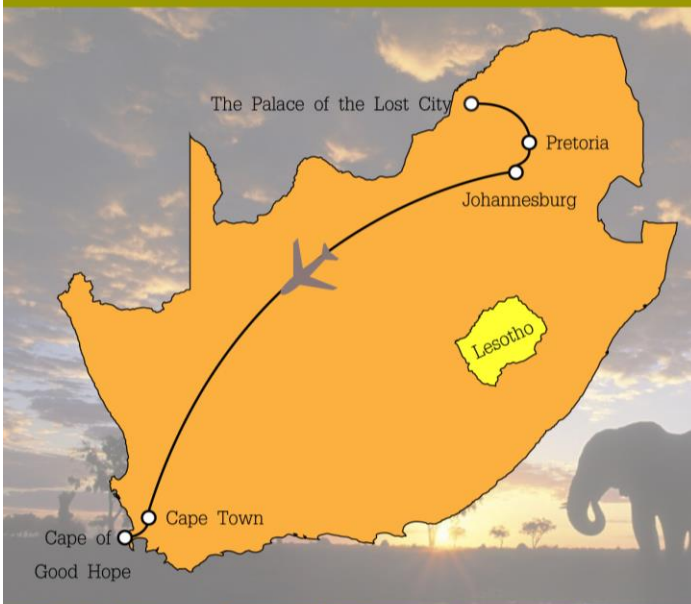 The Palace of the Lost City
Pretoria
Johannesburg
Lesotho
Cape Town
Cape of
Good Hope